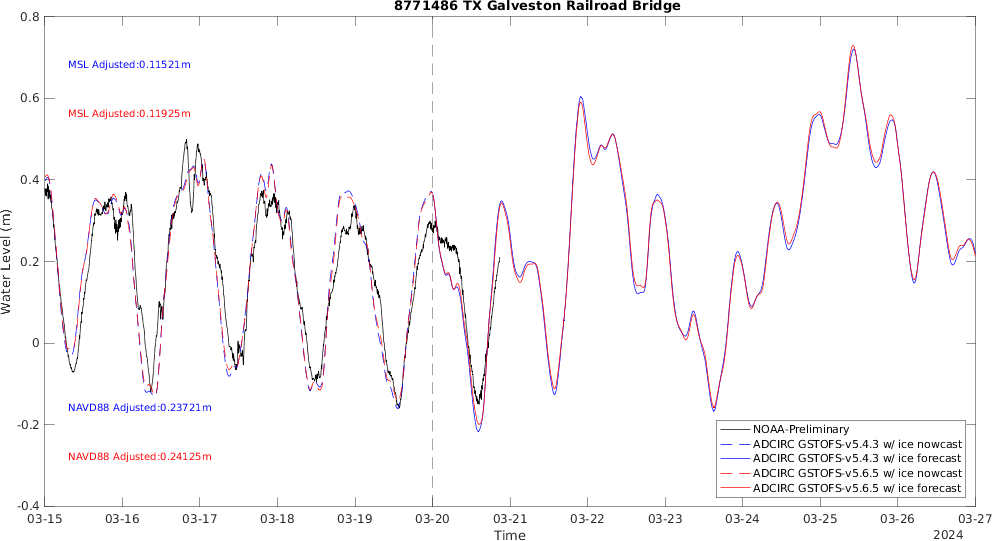 8771486 TX Galveston Railroad Bridge
0.8
0.6
0.4
0.2
0
-0.2
-0.4
Water Level (m)
MSL Adjusted:0.11521m
MSL Adjusted:0.11925m
NAVD88 Adjusted:0.23721m
NAVD88 Adjusted:0.24125m
NOAA-Preliminary
ADCIRC GSTOFS-v5.4.3 w/ ice nowcast
ADCIRC GSTOFS-v5.4.3 w/ ice forecast
ADCIRC GSTOFS-v5.6.5 w/ ice nowcast
ADCIRC GSTOFS-v5.6.5 w/ ice forecast
03-15 03-16 03-17 03-18 03-19 03-20 03-21 03-22 03-23 03-24 03-25 03-26 03-27
Time
2024